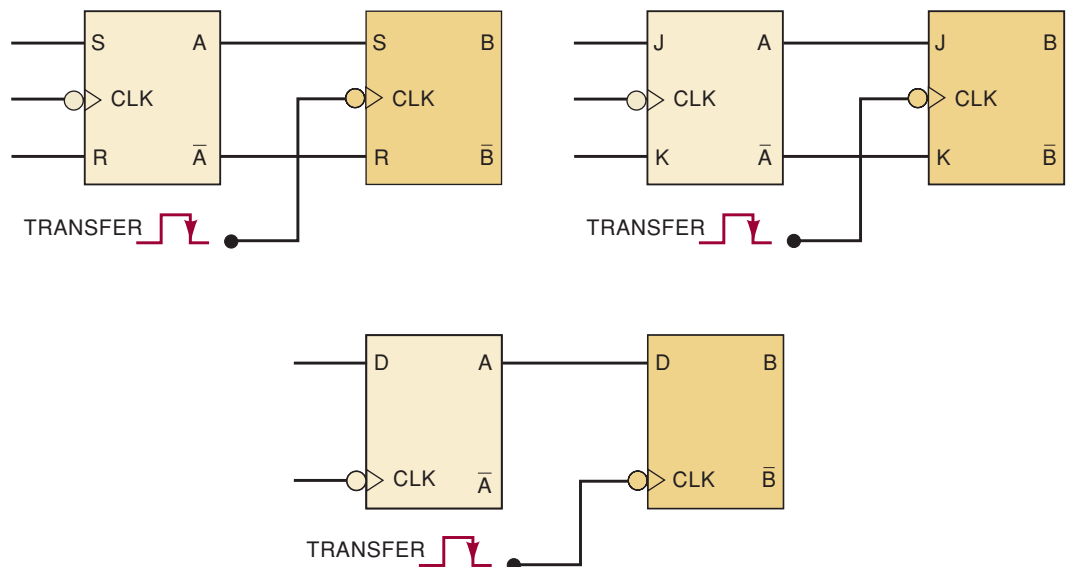 S A S B
CLK CLK
R A̅ R B̅
TRANSFER
J A J B
CLK CLK
K A̅ K B̅
TRANSFER
D A D B
CLK A̅ CLK B̅
TRANSFER